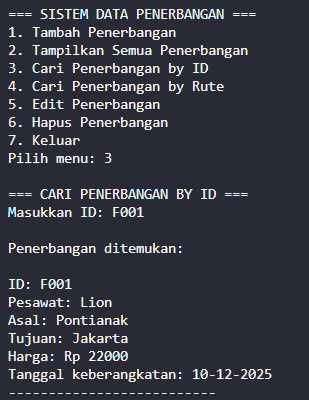 === SISTEM DATA PENERBANGAN ===
1. Tambah Penerbangan
2. Tampilkan Semua Penerbangan
3. Cari Penerbangan by ID
4. Cari Penerbangan by Rute
5. Edit Penerbangan
6. Hapus Penerbangan
7. Keluar
Pilih menu: 3

=== CARI PENERBANGAN BY ID ===
Masukkan ID: F001

Penerbangan ditemukan:

ID: F001
Pesawat: Lion
Asal: Pontianak
Tujuan: Jakarta
Harga: Rp 22000
Tanggal keberangkatan: 10-12-2025
--------------------------